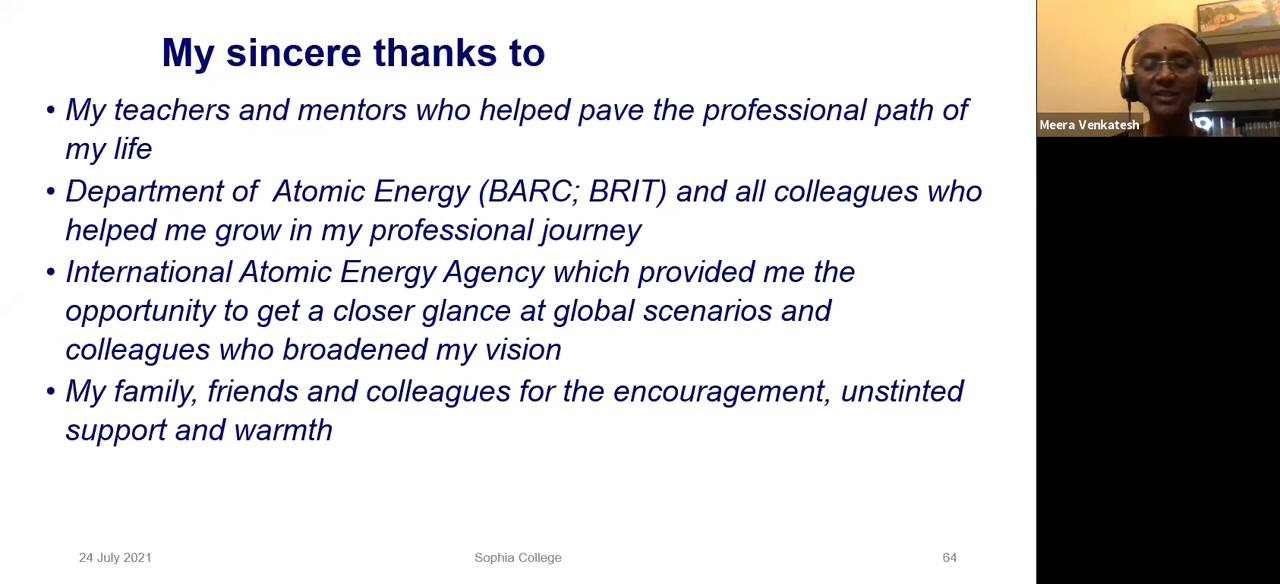 My sincere thanks to
• My teachers and mentors who helped pave the professional path of
my life
• Department of  Atomic Energy (BARC; BRIT) and all colleagues who
helped me grow in my professional journey
• International Atomic Energy Agency which provided me the
opportunity to get a closer glance at global scenarios and
colleagues who broadened my vision
• My family, friends and colleagues for the encouragement, unstinted
support and warmth
24 July 2021
Sophia College
64
Meera Venkatesh